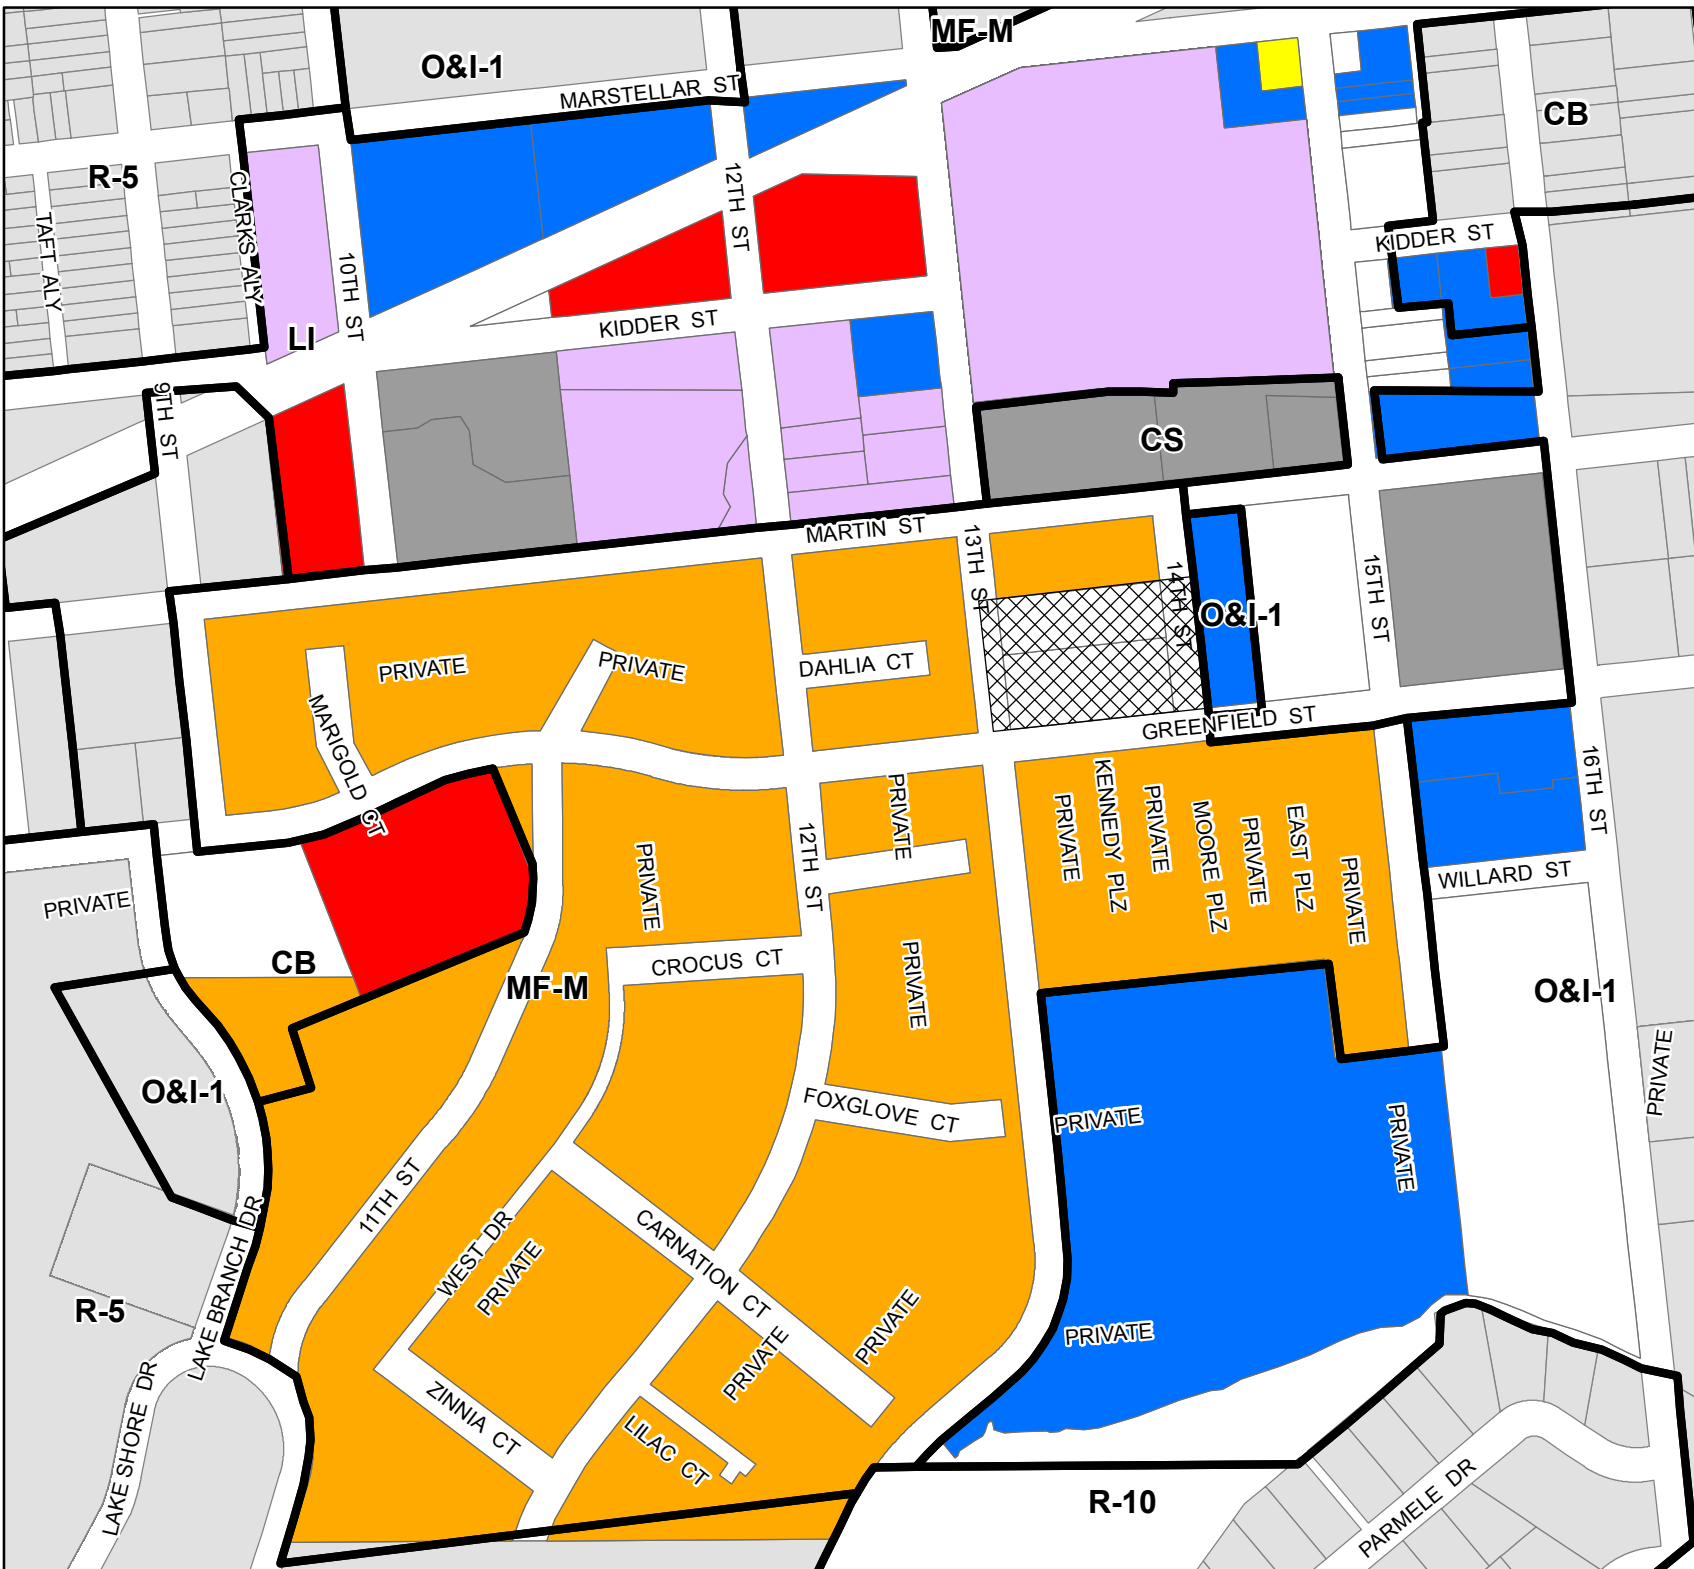 MF-M
O&I-1
MARSTELLAR ST
CB
R-5
CLARKS ALY
12TH ST
TAFT ALY
KIDDER ST
10TH ST
KIDDER ST
LI
9TH ST
CS
MARTIN ST
13TH ST
14TH ST
15TH ST
O&I-1
DAHLIA CT
PRIVATE
PRIVATE
MARIGOLD CT
GREENFIELD ST
16TH ST
PRIVATE
KENNEDY PLZ
PRIVATE
PRIVATE
MOORE PLZ
PRIVATE
EAST PLZ
PRIVATE
12TH ST
PRIVATE
WILLARD ST
PRIVATE
CB
CROCUS CT
PRIVATE
MF-M
O&I-1
PRIVATE
O&I-1
FOXGLOVE CT
PRIVATE
PRIVATE
11TH ST
LAKE BRANCH DR
WEST DR
PRIVATE
CARNATION CT
R-5
PRIVATE
PRIVATE
PRIVATE
LAKE SHORE DR
ZINNIA CT
LILAC CT
R-10
PARMELE DR